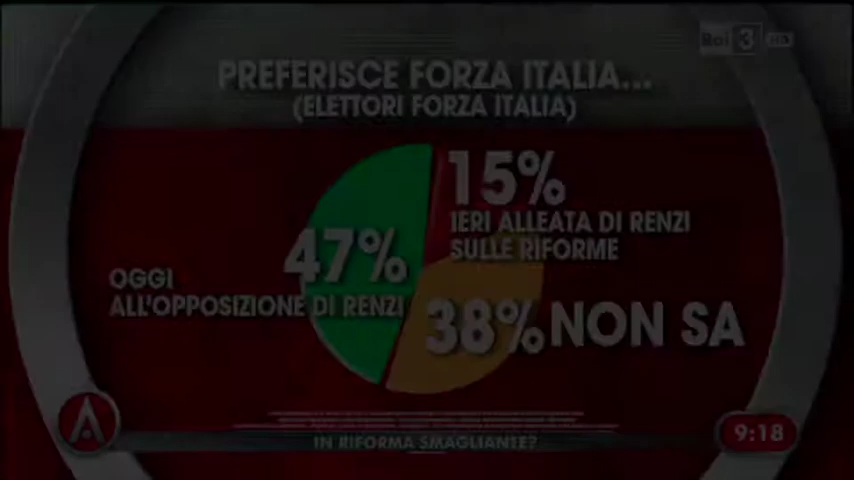 Rai 3 HD
PREFERISCE FORZA ITALIA...
(ELETTORI FORZA ITALIA)
15%
IERI ALLEATA DI RENZI
SULLE RIFORME
47%
OGGI
ALL'OPPOSIZIONE DI RENZI
38% NON SA
IN RIFORMA SMAGLIANTE?
9:18